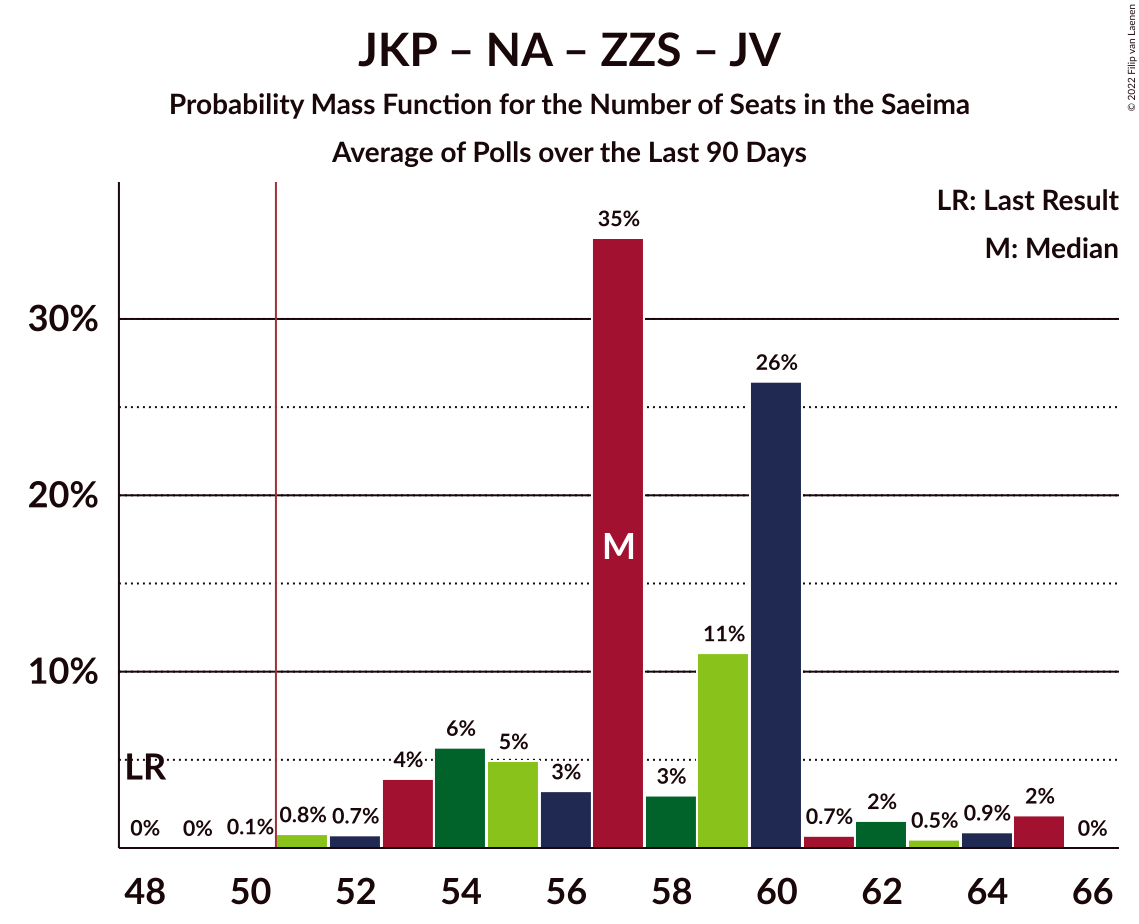 JKP – NA – ZZS – JV
Probability Mass Function for the Number of Seats in the Saeima
Average of Polls over the Last 90 Days
© 2022 Filip van Laenen
LR: Last Result
M: Median
30%
20%
10%
LR
M
0%
0%
0.1%
0.8%
0.7%
4%
6%
5%
3%
35%
3%
11%
26%
0.7%
2%
0.5%
0.9%
2%
0%
48 50 52 54 56 58 60 62 64 66